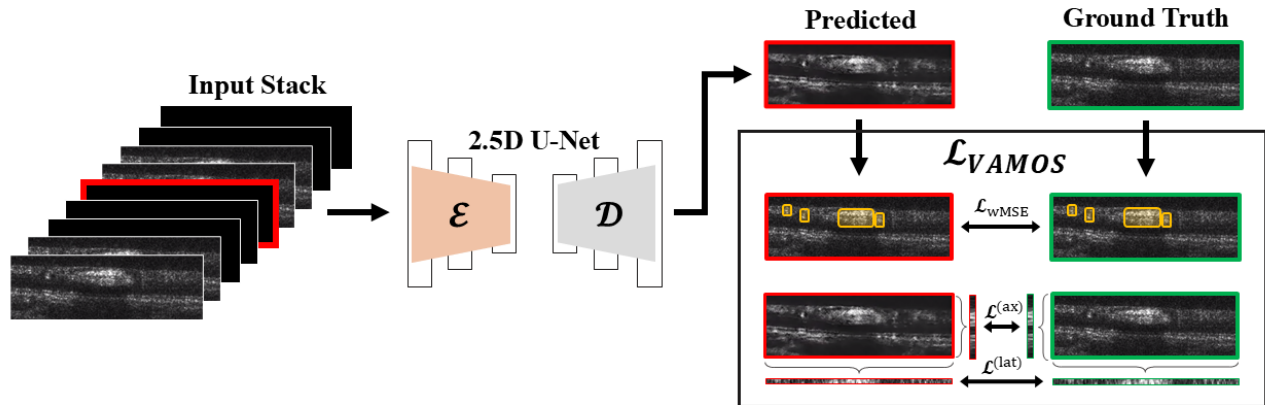 Predicted
Ground Truth
Input Stack
2.5D U-Net
ℰ
𝒟
ℒ_VAMOS
ℒ_wMSE
ℒ^(ax)
ℒ^(lat)